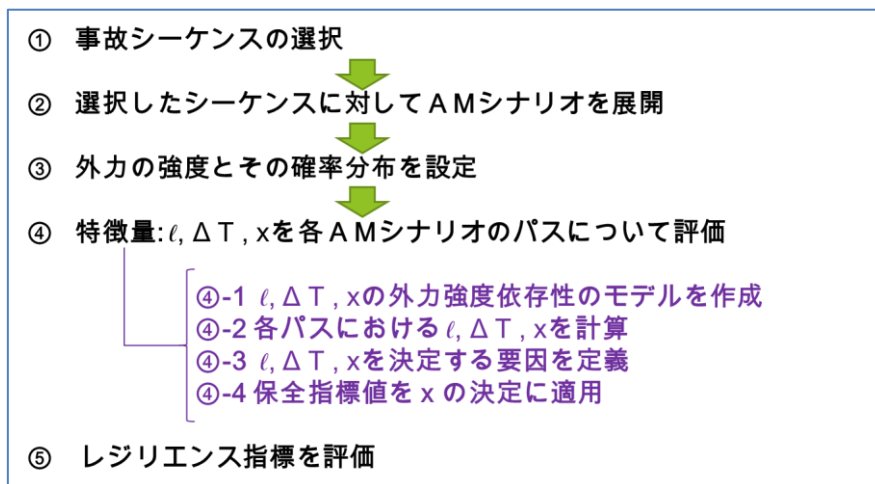 ① 事故シーケンスの選択
② 選択したシーケンスに対してＡＭシナリオを展開
③ 外力の強度とその確率分布を設定
④ 特徴量:ℓ, ΔＴ, xを各ＡＭシナリオのパスについて評価
④-1 ℓ, ΔＴ, xの外力強度依存性のモデルを作成
④-2 各パスにおけるℓ, ΔＴ, xを計算
④-3 ℓ, ΔＴ, xを決定する要因を定義
④-4 保全指標値をｘの決定に適用
⑤ レジリエンス指標を評価